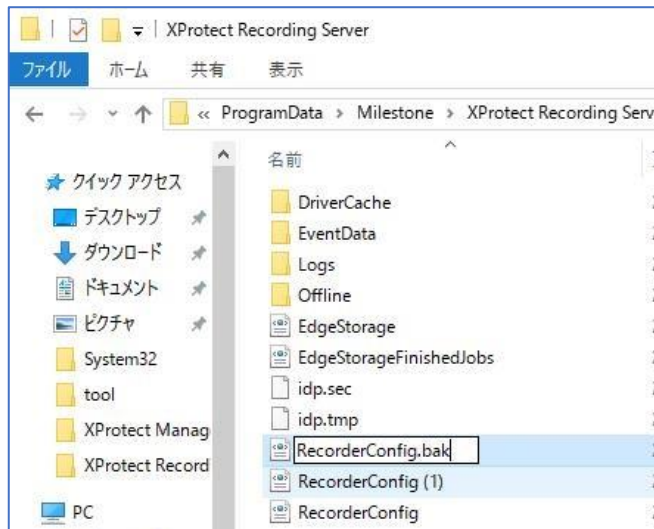 XProtect Recording Server
ファイル ホーム 共有 表示
« ProgramData > Milestone > XProtect Recording Serv
名前
クイック アクセス
デスクトップ
ダウンロード
ドキュメント
ピクチャ
System32
tool
XProtect Manag
XProtect Record
PC
DriverCache
EventData
Logs
Offline
EdgeStorage
EdgeStorageFinishedJobs
idp.sec
idp.tmp
RecorderConfig.bak
RecorderConfig (1)
RecorderConfig